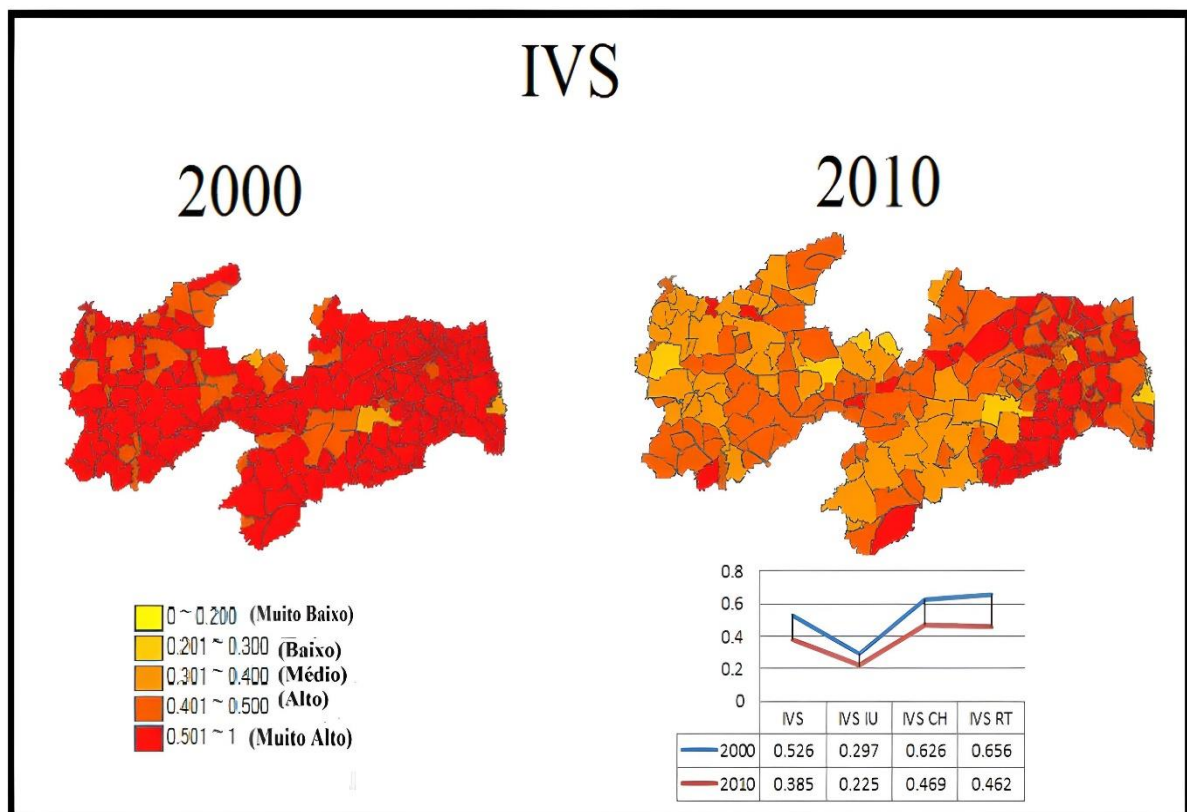 IVS
2000
2010
0 ~ 0.200 (Muito Baixo)
0.201 ~ 0.300 (Baixo)
0.301 ~ 0.400 (Médio)
0.401 ~ 0.500 (Alto)
0.501 ~ 1 (Muito Alto)
0.8
0.6
0.4
0.2
0
IVS IVS IU IVS CH IVS RT
2000 0.526 0.297 0.626 0.656
2010 0.385 0.225 0.469 0.462